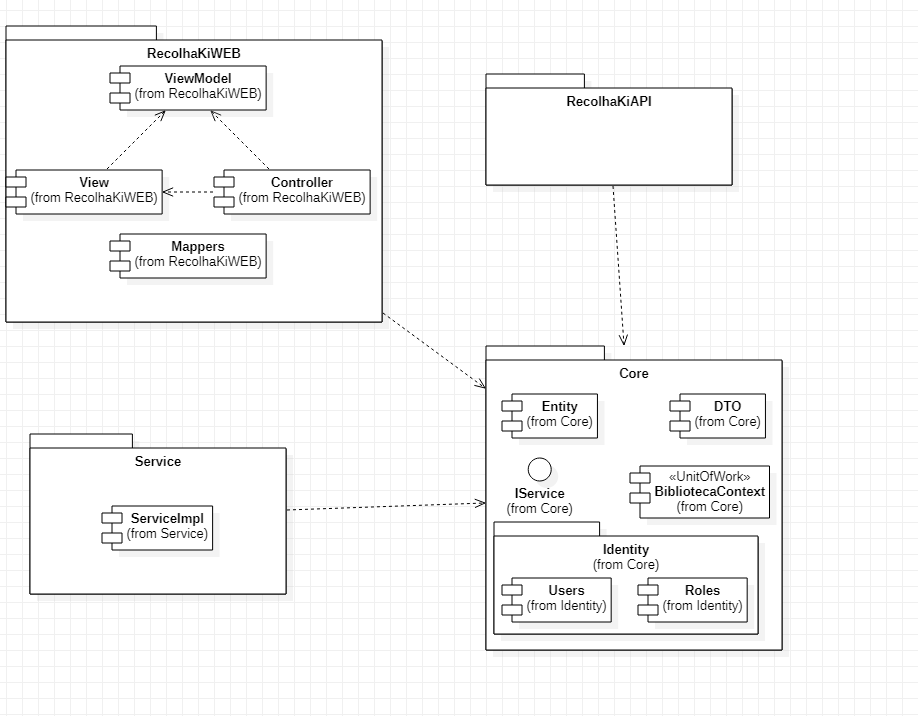 RecolhaKiWEB
ViewModel
(from RecolhaKiWEB)
View
(from RecolhaKiWEB)
Controller
(from RecolhaKiWEB)
Mappers
(from RecolhaKiWEB)
RecolhaKiAPI
Service
ServiceImpl
(from Service)
Core
Entity
(from Core)
DTO
(from Core)
IService
(from Core)
«UnitOfWork»
BibliotecaContext
(from Core)
Identity
(from Core)
Users
(from Identity)
Roles
(from Identity)